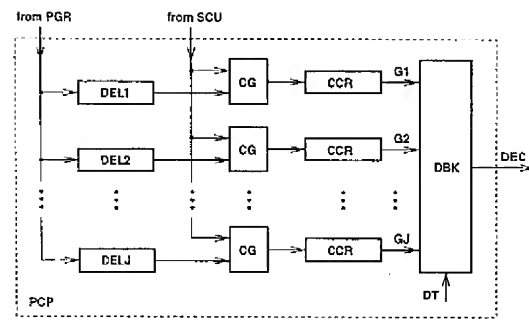 from PGR from SCU
DEL1 CG CCR G1
DEL2 CG CCR G2
DBK DEC
*** *** *** *** ***
DELJ CG CCR GJ
DT
PCP